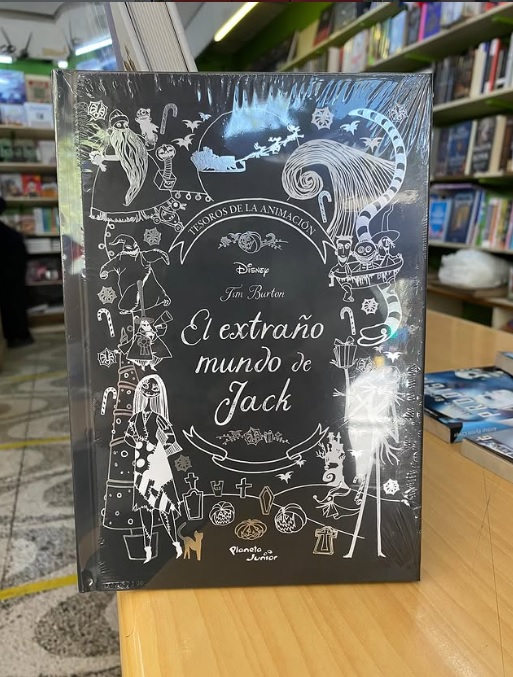 TESOROS DE LA ANIMACIÓN
Disney
Tim Burton
El extraño
mundo de
Jack
Planeta
Junior